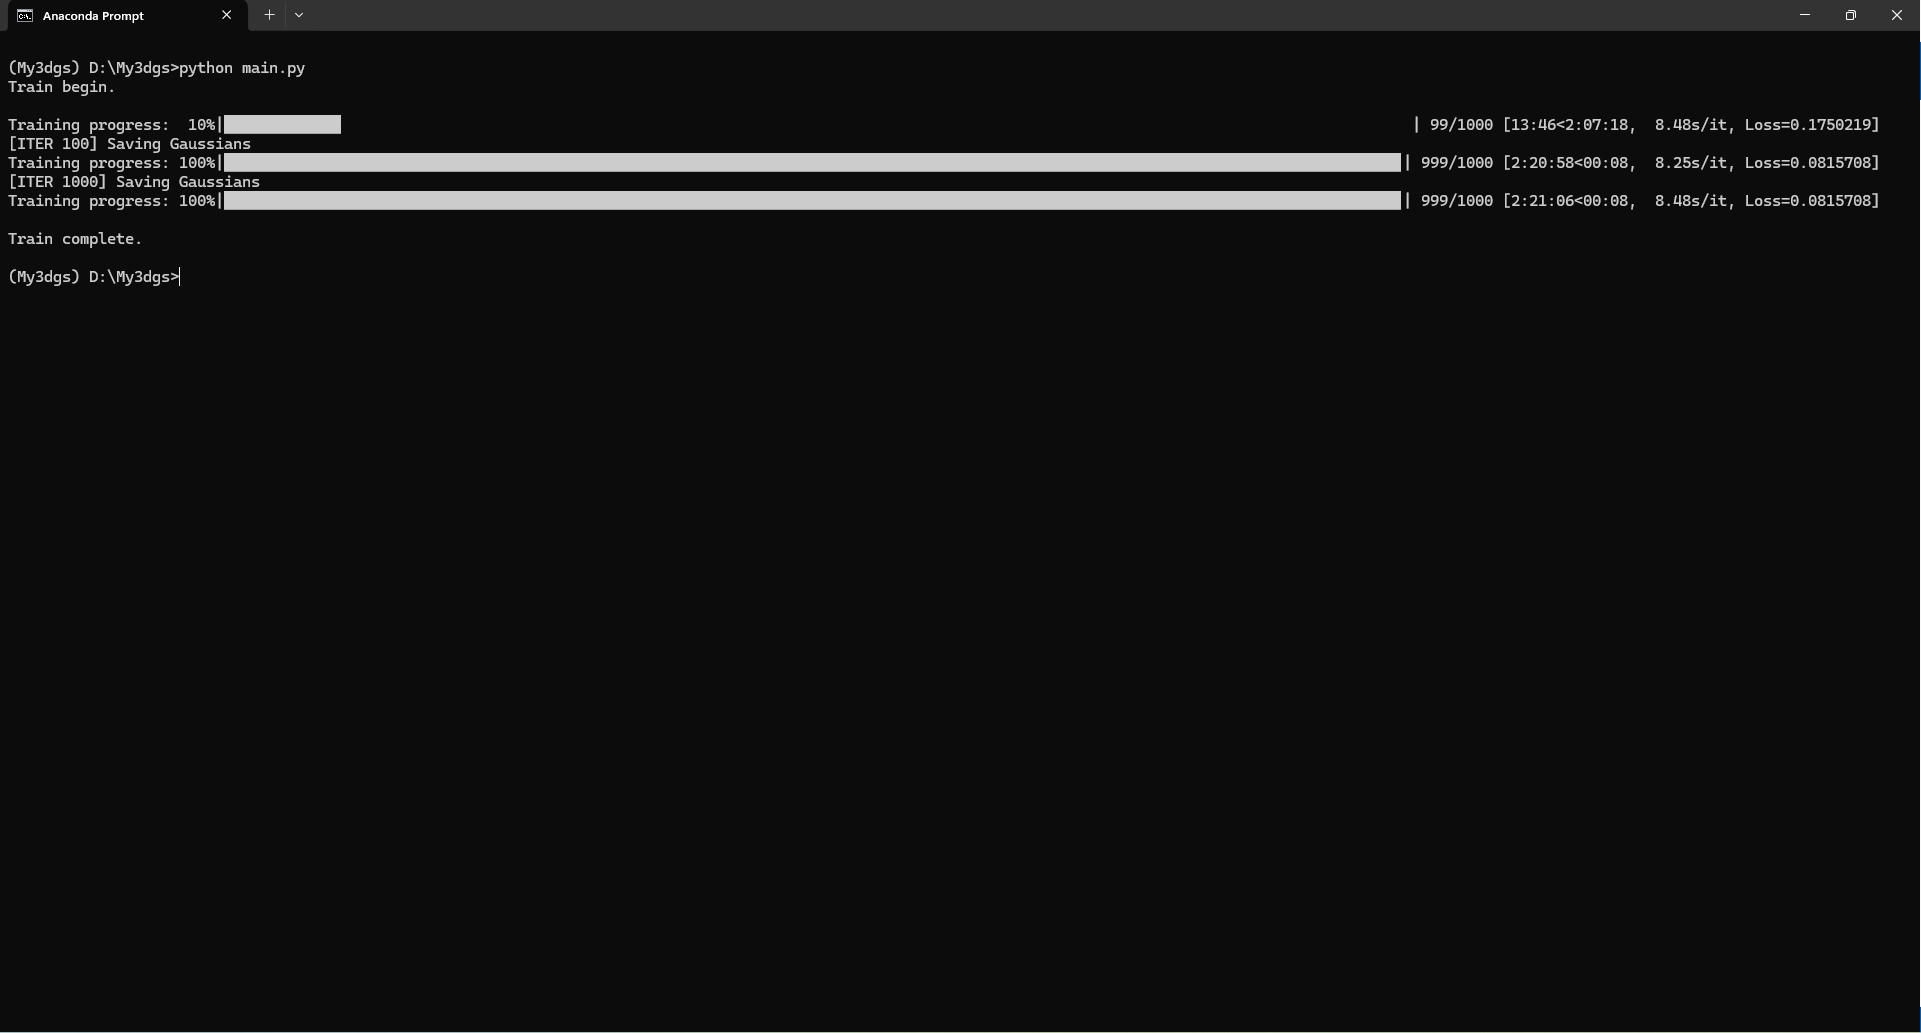 Anaconda Prompt
(My3dgs) D:\My3dgs>python main.py
Train begin.
Training progress:  10%| | 99/1000 [13:46<2:07:18,  8.48s/it, Loss=0.1750219]
[ITER 100] Saving Gaussians
Training progress: 100%| | 999/1000 [2:20:58<00:08,  8.25s/it, Loss=0.0815708]
[ITER 1000] Saving Gaussians
Training progress: 100%| | 999/1000 [2:21:06<00:08,  8.48s/it, Loss=0.0815708]
Train complete.
(My3dgs) D:\My3dgs>